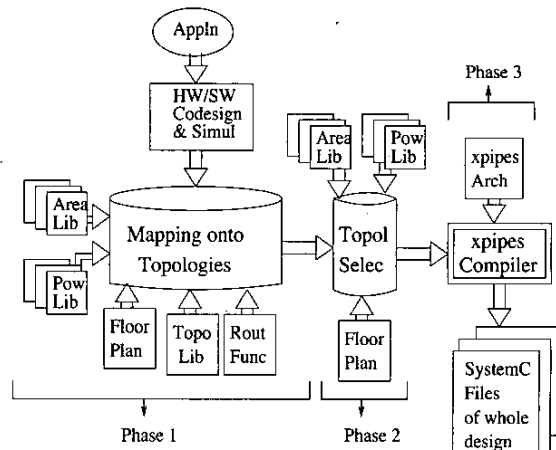 Appln
HW/SW
Codesign
& Simul
Phase 3
Area
Lib
Pow
Lib
xpipes
Arch
Area
Lib
Pow
Lib
Mapping onto
Topologies
Topol
Selec
xpipes
Compiler
Floor
Plan
Topo
Lib
Rout
Func
Floor
Plan
SystemC
Files
of whole
design
Phase 1
Phase 2